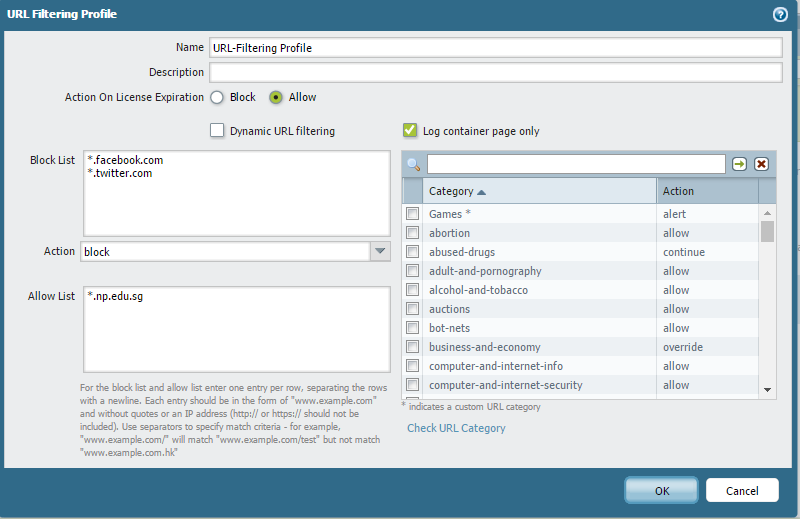 URL Filtering Profile
Name URL-Filtering Profile
Description
Action On License Expiration Block Allow
Dynamic URL filtering Log container page only
Block List *.facebook.com
*.twitter.com
Action block
Allow List *.np.edu.sg
For the block list and allow list enter one entry per row, separating the rows
with a newline. Each entry should be in the form of "www.example.com"
and without quotes or an IP address (http:// or https:// should not be
included). Use separators to specify match criteria - for example,
"www.example.com/" will match "www.example.com/test" but not match
"www.example.com.hk"
Category Action
Games * alert
abortion allow
abused-drugs continue
adult-and-pornography allow
alcohol-and-tobacco allow
auctions allow
bot-nets allow
business-and-economy override
computer-and-internet-info allow
computer-and-internet-security allow
* indicates a custom URL category
Check URL Category
OK Cancel